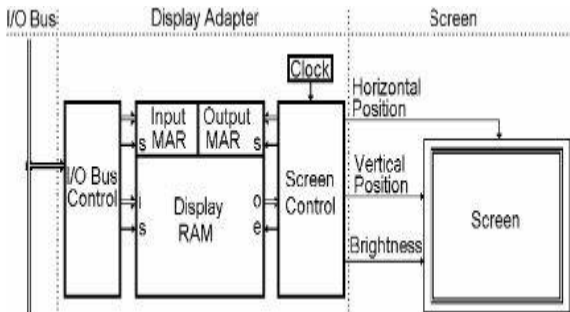 I/O Bus
Display Adapter
Screen
Clock
Horizontal
Position
Input
MAR
Output
MAR
s
s
I/O Bus
Control
Vertical
Position
i
s
Display
RAM
o
e
Screen
Control
Screen
Brightness